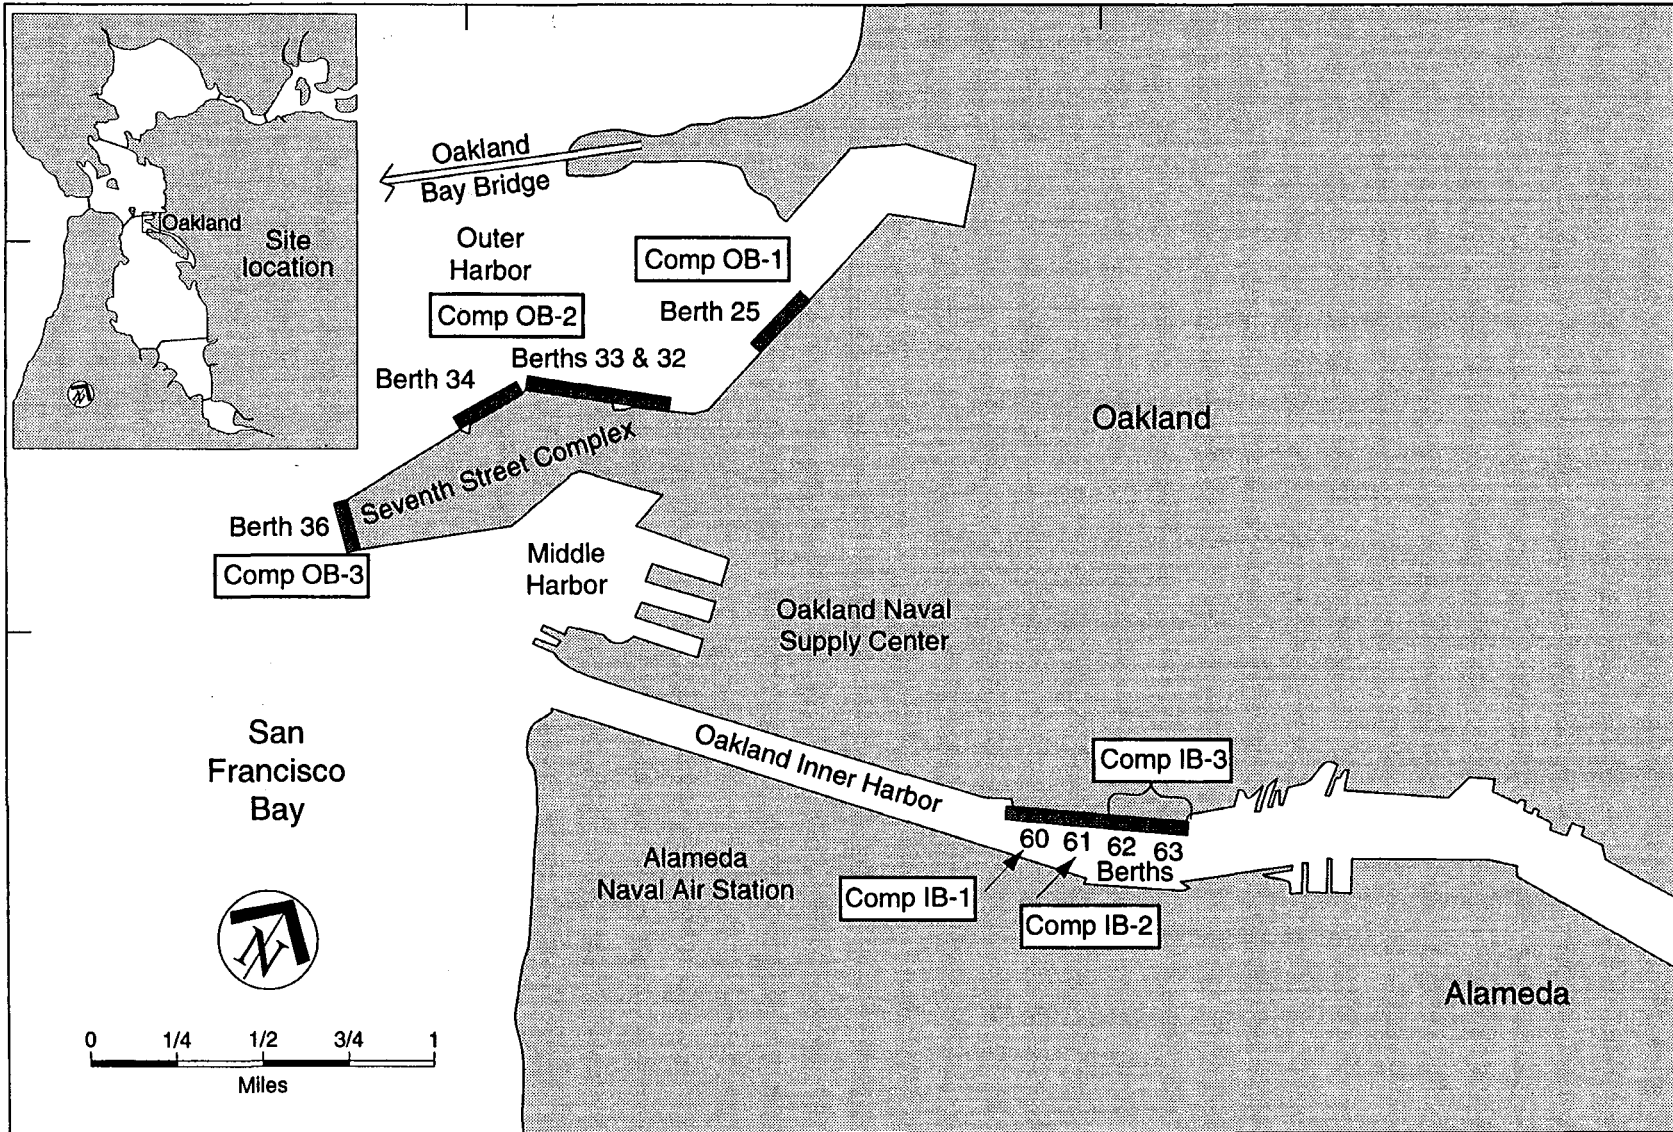 Oakland
Site
location
N
Oakland
Bay Bridge
Outer
Harbor
Comp OB-1
Comp OB-2
Berth 25
Berths 33 & 32
Berth 34
Oakland
Seventh Street Complex
Berth 36
Comp OB-3
Middle
Harbor
Oakland Naval
Supply Center
San
Francisco
Bay
Oakland Inner Harbor
Comp IB-3
60 61 62 63
Berths
Alameda
Naval Air Station
Comp IB-1
Comp IB-2
N
Alameda
0 1/4 1/2 3/4 1
Miles